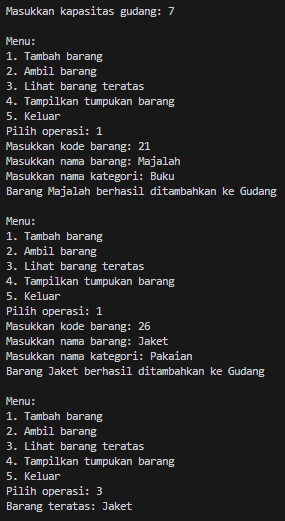 Masukkan kapasitas gudang: 7
Menu:
1. Tambah barang
2. Ambil barang
3. Lihat barang teratas
4. Tampilkan tumpukan barang
5. Keluar
Pilih operasi: 1
Masukkan kode barang: 21
Masukkan nama barang: Majalah
Masukkan nama kategori: Buku
Barang Majalah berhasil ditambahkan ke Gudang
Menu:
1. Tambah barang
2. Ambil barang
3. Lihat barang teratas
4. Tampilkan tumpukan barang
5. Keluar
Pilih operasi: 1
Masukkan kode barang: 26
Masukkan nama barang: Jaket
Masukkan nama kategori: Pakaian
Barang Jaket berhasil ditambahkan ke Gudang
Menu:
1. Tambah barang
2. Ambil barang
3. Lihat barang teratas
4. Tampilkan tumpukan barang
5. Keluar
Pilih operasi: 3
Barang teratas: Jaket